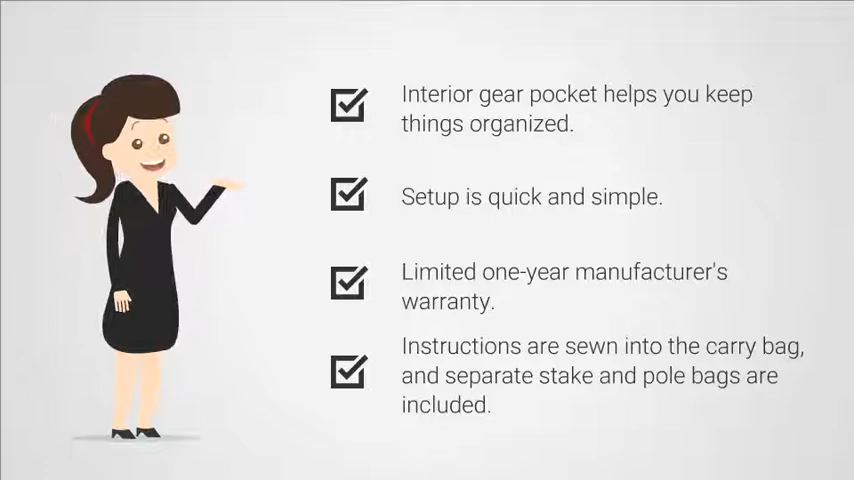 Interior gear pocket helps you keep
things organized.
Setup is quick and simple.
Limited one-year manufacturer's
warranty.
Instructions are sewn into the carry bag,
and separate stake and pole bags are
included.